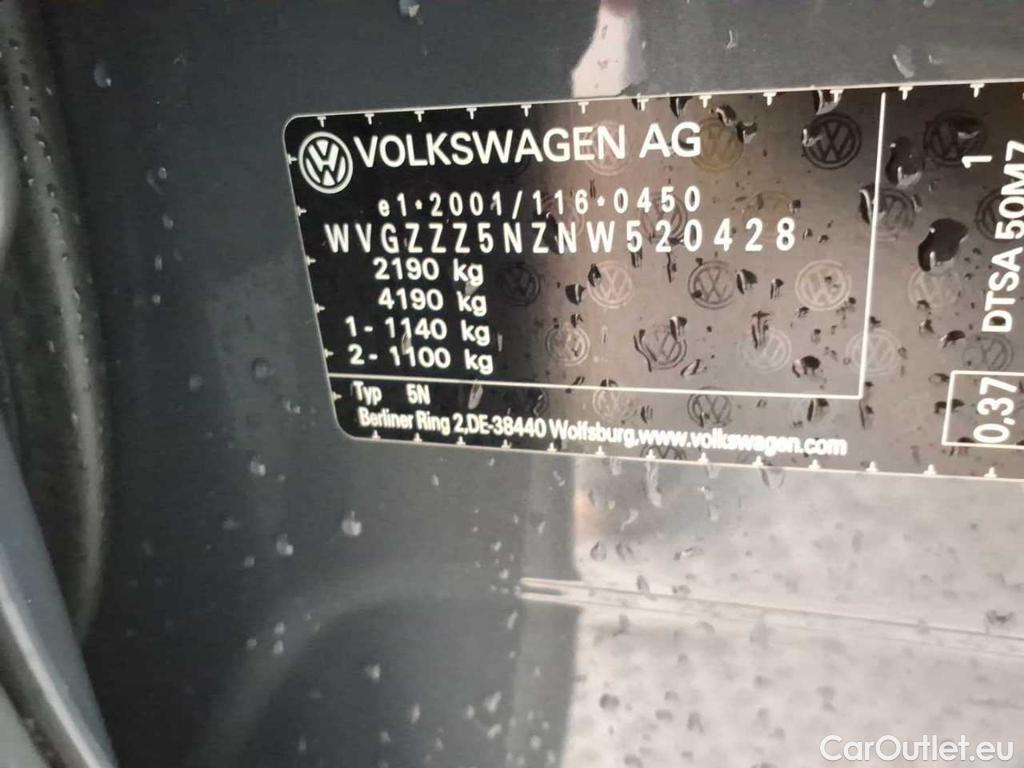 VOLKSWAGEN AG
e1*2001/116*0450
WVGZZZ5NZNW520428
2190 kg
4190 kg
1- 1140 kg
2- 1100 kg
Typ 5N
Berliner Ring 2,DE-38440 Wolfsburg,www.volkswagen.com
1
DTSA 50M7
0,37
CarOutlet.eu